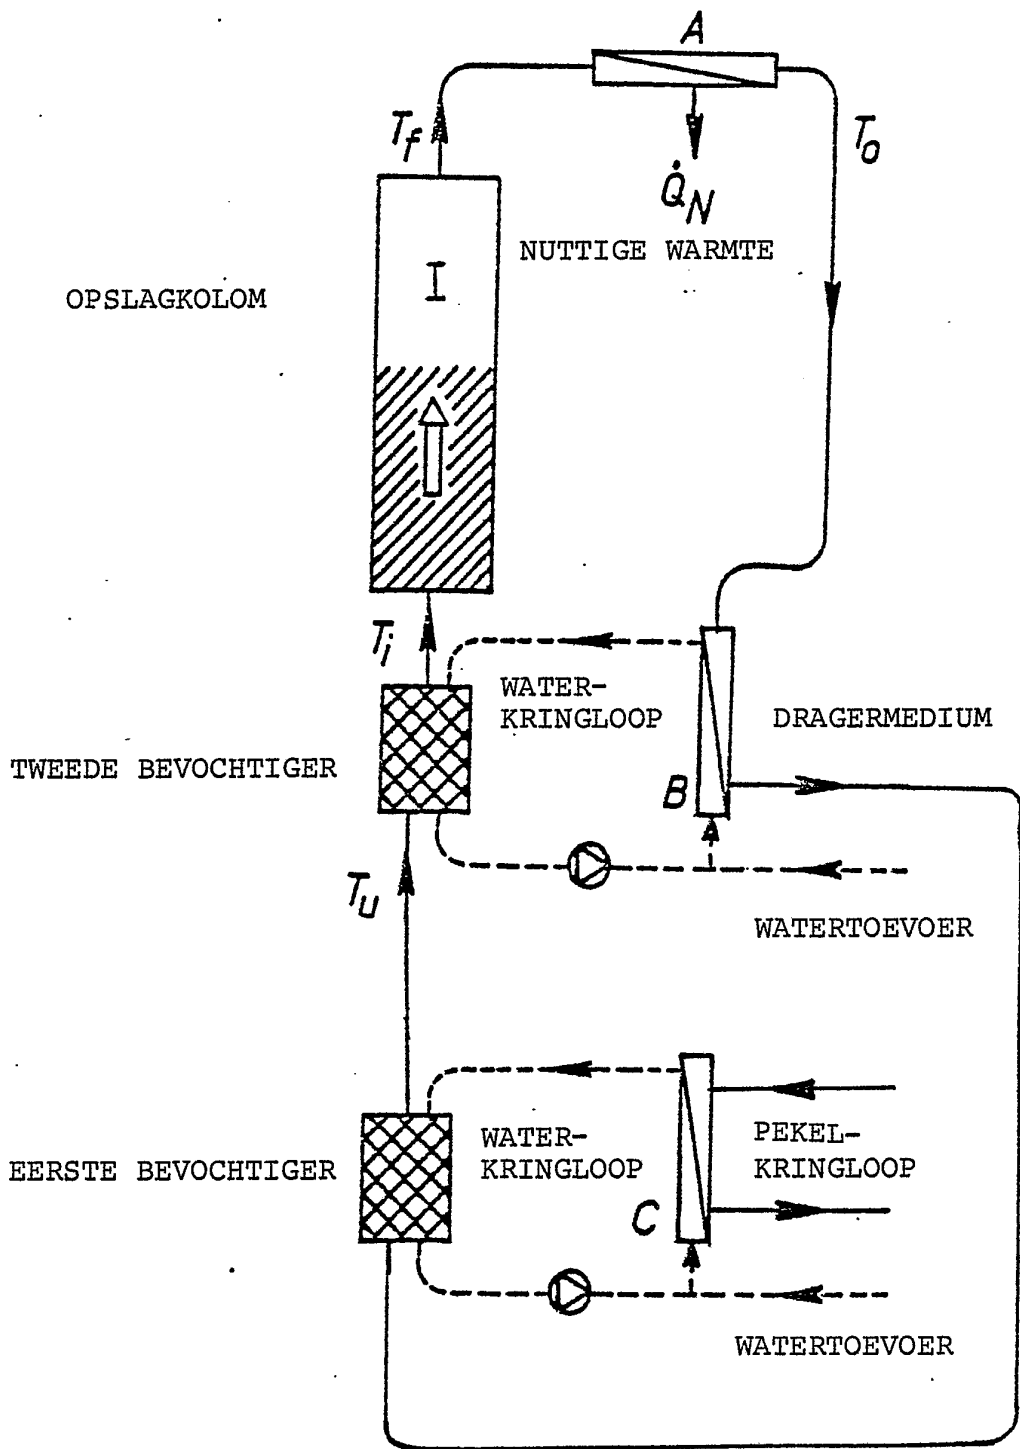 A
T_f
T_o
Q̇_N
NUTTIGE WARMTE
I
OPSLAGKOLOM
T_i
WATER-
KRINGLOOP
DRAGERMEDIUM
TWEEDE BEVOCHTIGER
B
T_u
WATERTOEVOER
WATER-
KRINGLOOP
PEKEL-
KRINGLOOP
EERSTE BEVOCHTIGER
C
WATERTOEVOER